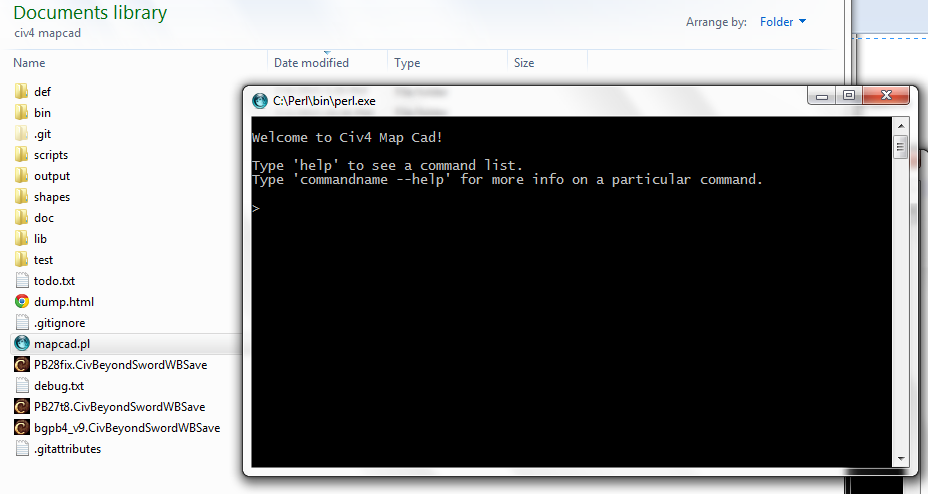 Documents library
civ4 mapcad
Arrange by: Folder
Name Date modified Type Size
def
bin
.git
scripts
output
shapes
doc
lib
test
todo.txt
dump.html
.gitignore
mapcad.pl
PB28fix.CivBeyondSwordWBSave
debug.txt
PB27t8.CivBeyondSwordWBSave
bgpb4_v9.CivBeyondSwordWBSave
.gitattributes
C:\Perl\bin\perl.exe
Welcome to Civ4 Map Cad!
Type 'help' to see a command list.
Type 'commandname --help' for more info on a particular command.
>